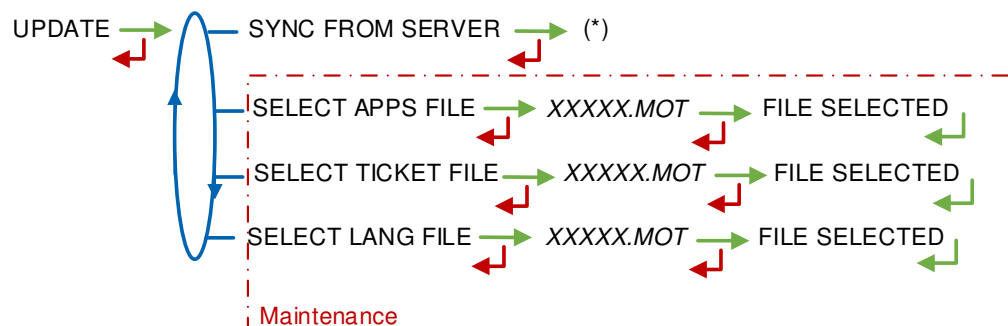 UPDATE SYNC FROM SERVER (*)
SELECT APPS FILE XXXXX.MOT FILE SELECTED
SELECT TICKET FILE XXXXX.MOT FILE SELECTED
SELECT LANG FILE XXXXX.MOT FILE SELECTED
Maintenance